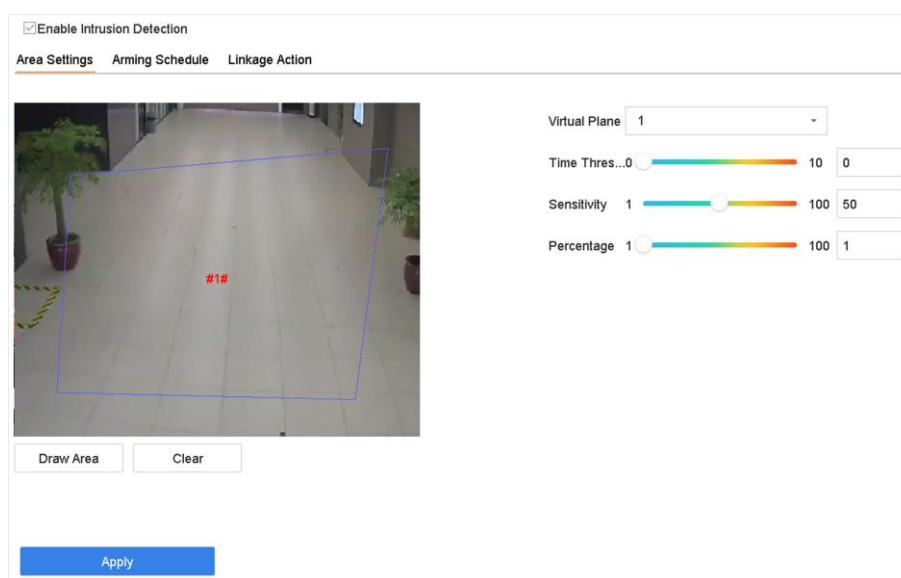 Enable Intrusion Detection
Area Settings Arming Schedule Linkage Action
Virtual Plane 1
Time Thres...0 10 0
Sensitivity 1 100 50
Percentage 1 100 1
#1#
Draw Area Clear
Apply